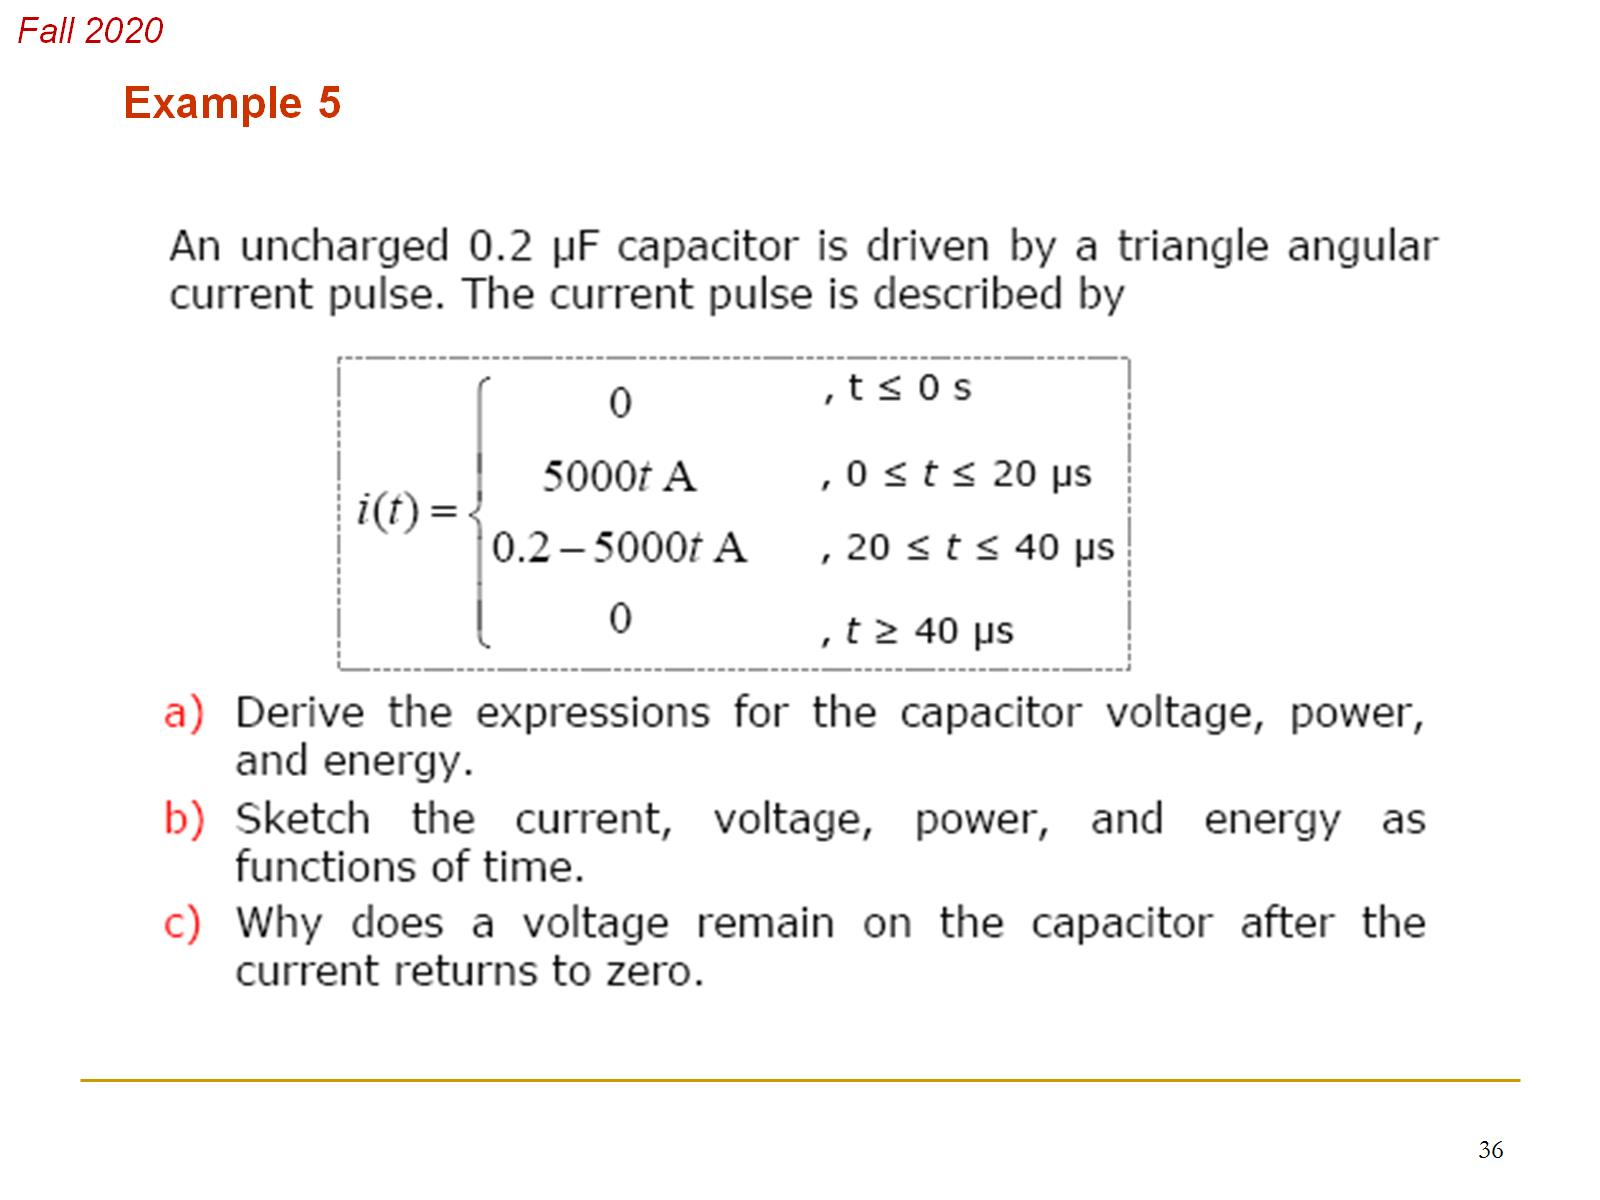 Fall 2020
Example 5
An uncharged 0.2 µF capacitor is driven by a triangle angular
current pulse. The current pulse is described by
0 , t ≤ 0 s
5000t A , 0 ≤ t ≤ 20 µs
i(t) =
0.2 – 5000t A , 20 ≤ t ≤ 40 µs
0 , t ≥ 40 µs
a) Derive the expressions for the capacitor voltage, power,
and energy.
b) Sketch the current, voltage, power, and energy as
functions of time.
c) Why does a voltage remain on the capacitor after the
current returns to zero.
36